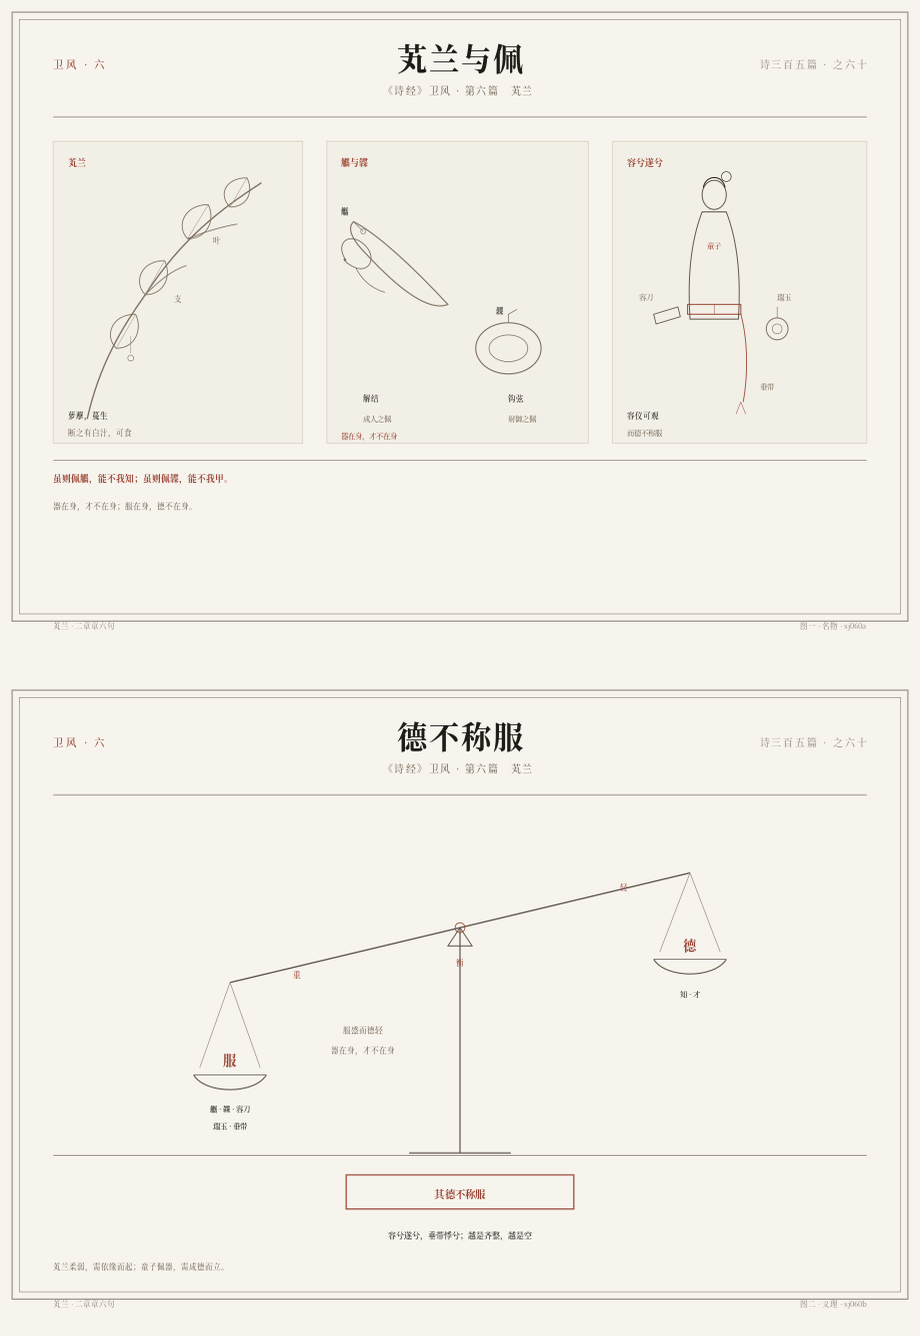 卫风 · 六
芄兰与佩
诗三百五篇 · 之六十
《诗经》卫风 · 第六篇　芄兰
芄兰
叶
支
萝藦，蔓生
断之有白汁，可食
觿与韘
觿
韘
解结
成人之佩
钩弦
射御之佩
器在身，才不在身
容兮遂兮
童子
容刀
瑞玉
垂带
容仪可观
而德不称服
虽则佩觿，能不我知；虽则佩韘，能不我甲。
器在身，才不在身；服在身，德不在身。
芄兰 · 二章章六句
图一 · 名物 · sj060a
卫风 · 六
德不称服
诗三百五篇 · 之六十
《诗经》卫风 · 第六篇　芄兰
轻
德
衡
重
知 · 才
服盛而德轻
器在身，才不在身
服
觿 · 韘 · 容刀
瑞玉 · 垂带
其德不称服
容兮遂兮，垂带悸兮；越是齐整，越是空
芄兰柔弱，需依缘而起；童子佩器，需成德而立。
芄兰 · 二章章六句
图二 · 义理 · sj060b